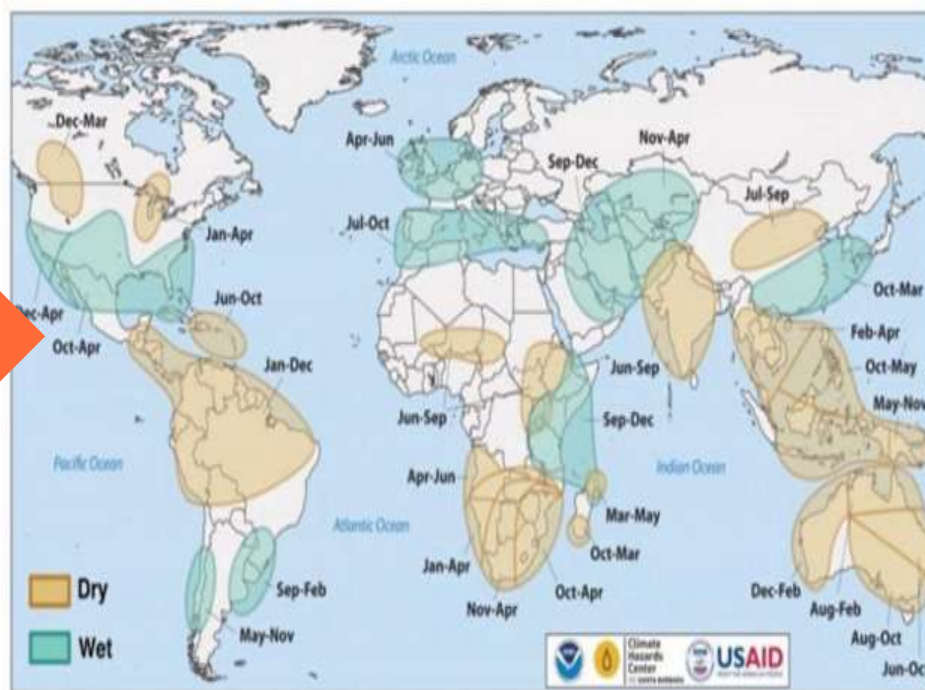 Arctic Ocean
Dec-Mar
Apr-Jun
Nov-Apr
Sep-Dec
Jul-Sep
Jul-Oct
Jan-Apr
Oct-Mar
Jun-Oct
Dec-Apr
Oct-Apr
Feb-Apr
Jan-Dec
Jun-Sep
Oct-May
Jun-Sep
Sep-Dec
May-Nov
Pacific Ocean
Indian Ocean
Apr-Jun
Mar-May
Atlantic Ocean
Oct-Mar
Jan-Apr
Dry
Sep-Feb
Nov-Apr
Oct-Apr
Dec-Feb
Aug-Feb
Wet
May-Nov
Aug-Oct
Climate
Hazards
Center
USAID